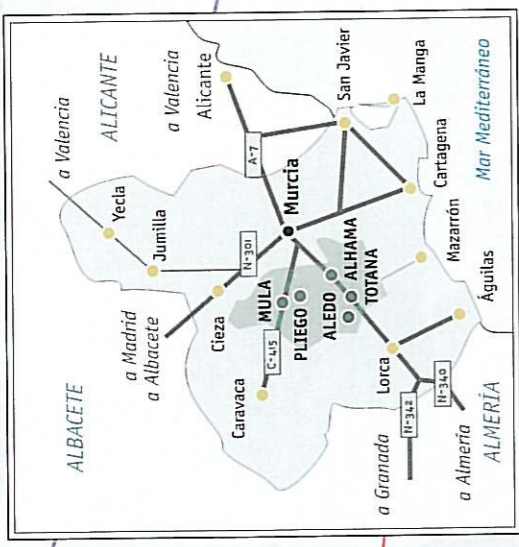 ALBACETE
ALICANTE
a Valencia
Yecla
Jumilla
a Madrid
a Albacete
N-301
Cieza
a Valencia
Alicante
A-7
Murcia
San Javier
La Manga
Caravaca
C-415
MULA
PLIEGO
ALEDO
ALHAMA
TOTANA
Cartagena
Mazarrón
Mar Mediterráneo
Lorca
Águilas
a Granada
N-342
N-340
a Almería
ALMERÍA